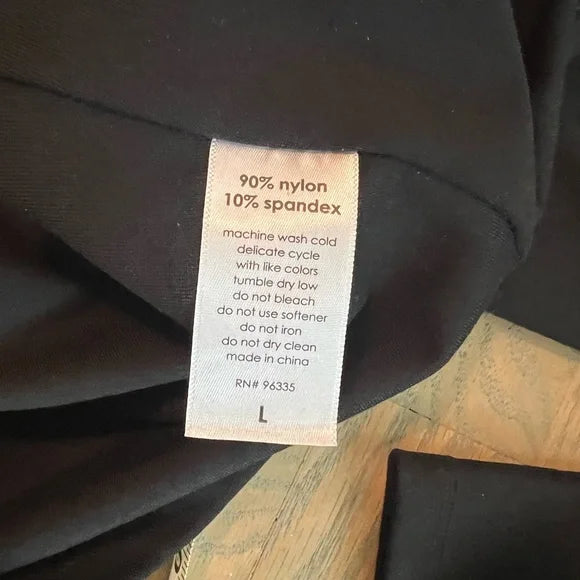 90% nylon
10% spandex
machine wash cold
delicate cycle
with like colors
tumble dry low
do not bleach
do not use softener
do not iron
do not dry clean
made in china
RN# 96335
L